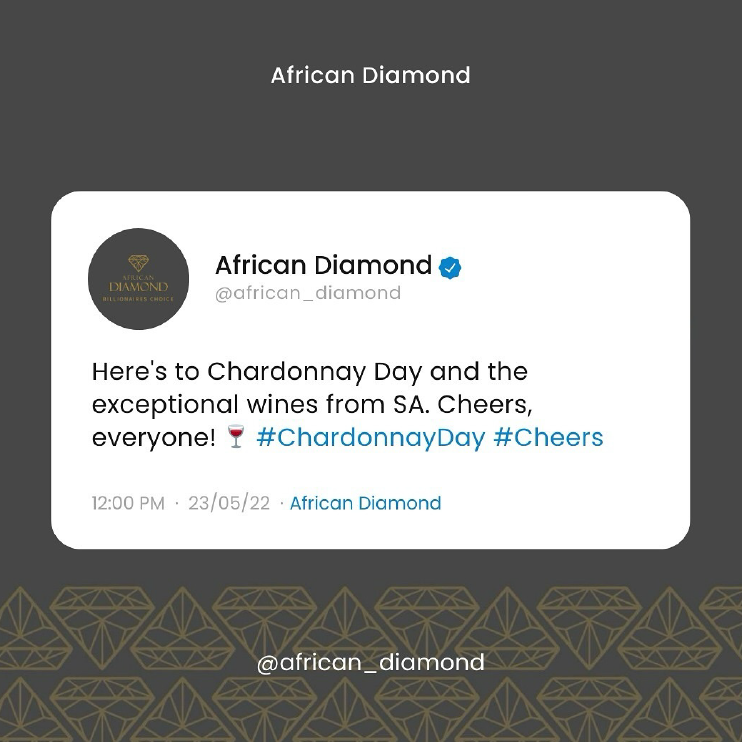 African Diamond
AFRICAN
DIAMOND
BILLIONAIRES CHOICE
African Diamond
@african_diamond
Here's to Chardonnay Day and the
exceptional wines from SA. Cheers,
everyone! 🍷 #ChardonnayDay #Cheers
12:00 PM · 23/05/22 · African Diamond
@african_diamond